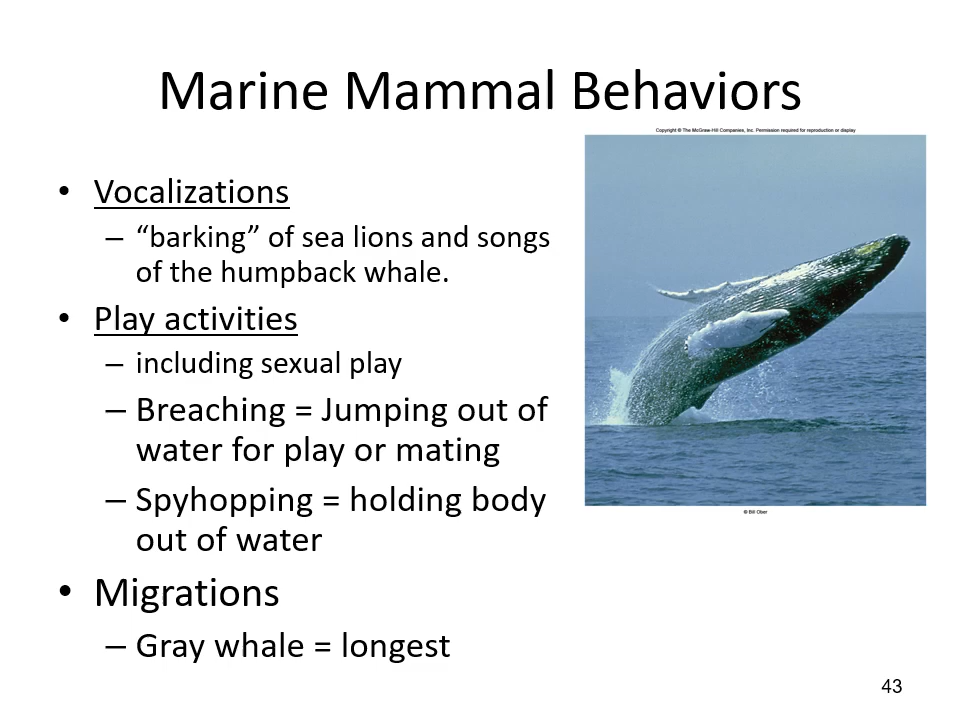 Marine Mammal Behaviors
Copyright © The McGraw-Hill Companies, Inc. Permission required for reproduction or display
• Vocalizations
– “barking” of sea lions and songs
of the humpback whale.
• Play activities
– including sexual play
– Breaching = Jumping out of
water for play or mating
– Spyhopping = holding body
out of water
• Migrations
– Gray whale = longest
© Bill Ober
43